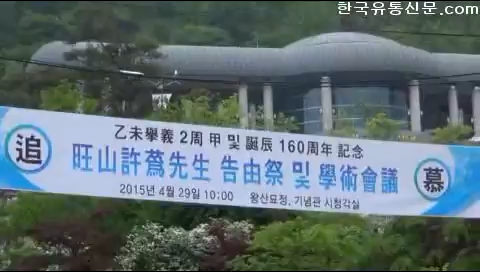 한국유통신문.com
乙未擧義 2周 甲 및 誕辰 160周年 記念
追 旺山許蔿先生 告由祭 및 學術會議 慕
2015년 4월 29일 10:00 왕산묘정, 기념관 시청각실